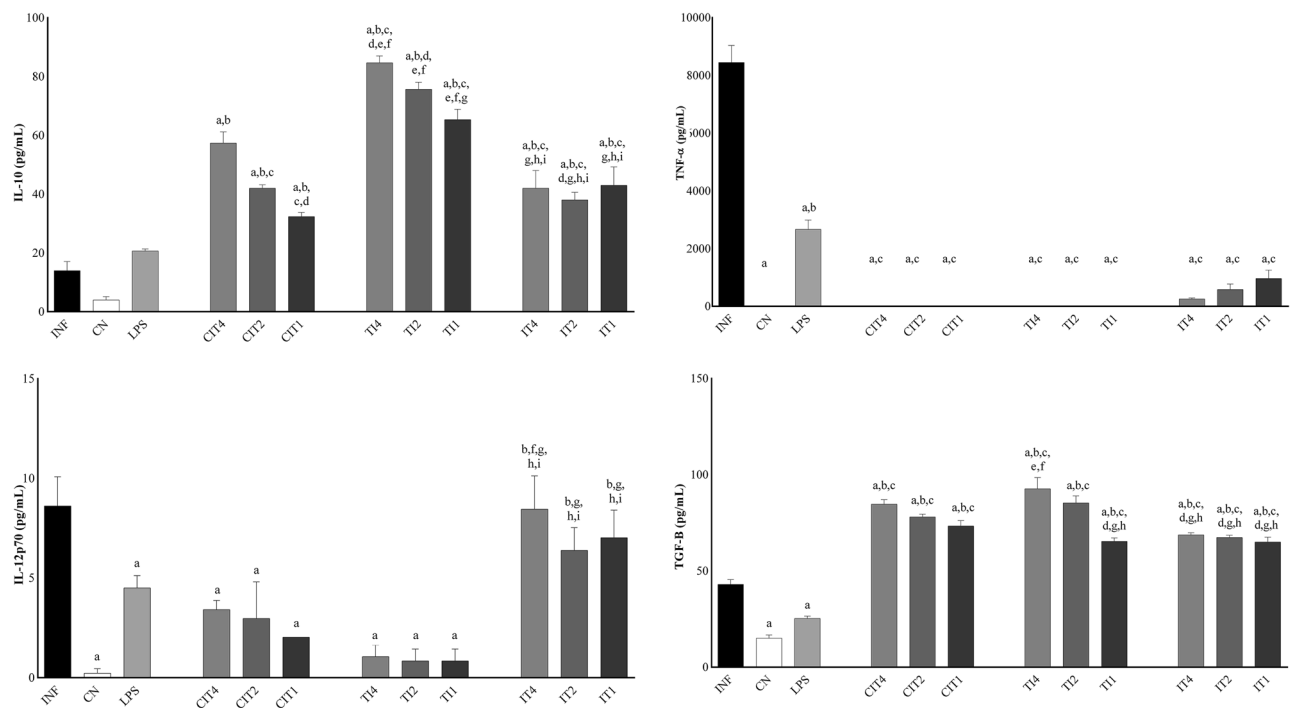 IL-10 (pg/mL)
100
80
60
40
20
0
a,b
a,b,c
a,b,
c,d
a,b,c,
d,e,f
a,b,d,
e,f
a,b,c,
e,f,g
a,b,c,
g,h,i
a,b,c,
d,g,h,i
a,b,c,
g,h,i
INF CN LPS CIT4 CIT2 CIT1 TI4 TI2 TI1 IT4 IT2 IT1
TNF-α (pg/mL)
10000
8000
6000
4000
2000
0
a
a,b
a,c a,c a,c a,c a,c a,c a,c a,c a,c
INF CN LPS CIT4 CIT2 CIT1 TI4 TI2 TI1 IT4 IT2 IT1
IL-12p70 (pg/mL)
15
10
5
0
a a a a a a a a
b,f,g,
h,i
b,g,
h,i
b,g,
h,i
INF CN LPS CIT4 CIT2 CIT1 TI4 TI2 TI1 IT4 IT2 IT1
TGF-B (pg/mL)
150
100
50
0
a a
a,b,c a,b,c a,b,c
a,b,c,
e,f
a,b,c
a,b,c,
d,g,h
a,b,c,
d,g,h
a,b,c,
d,g,h
a,b,c,
d,g,h
INF CN LPS CIT4 CIT2 CIT1 TI4 TI2 TI1 IT4 IT2 IT1